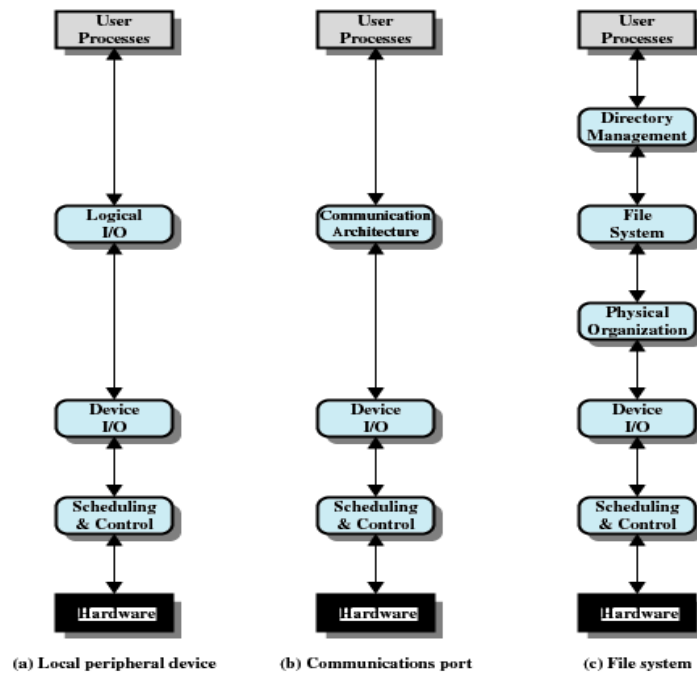 User
Processes
Logical
I/O
Device
I/O
Scheduling
& Control
Hardware
(a) Local peripheral device
User
Processes
Communication
Architecture
Device
I/O
Scheduling
& Control
Hardware
(b) Communications port
User
Processes
Directory
Management
File
System
Physical
Organization
Device
I/O
Scheduling
& Control
Hardware
(c) File system